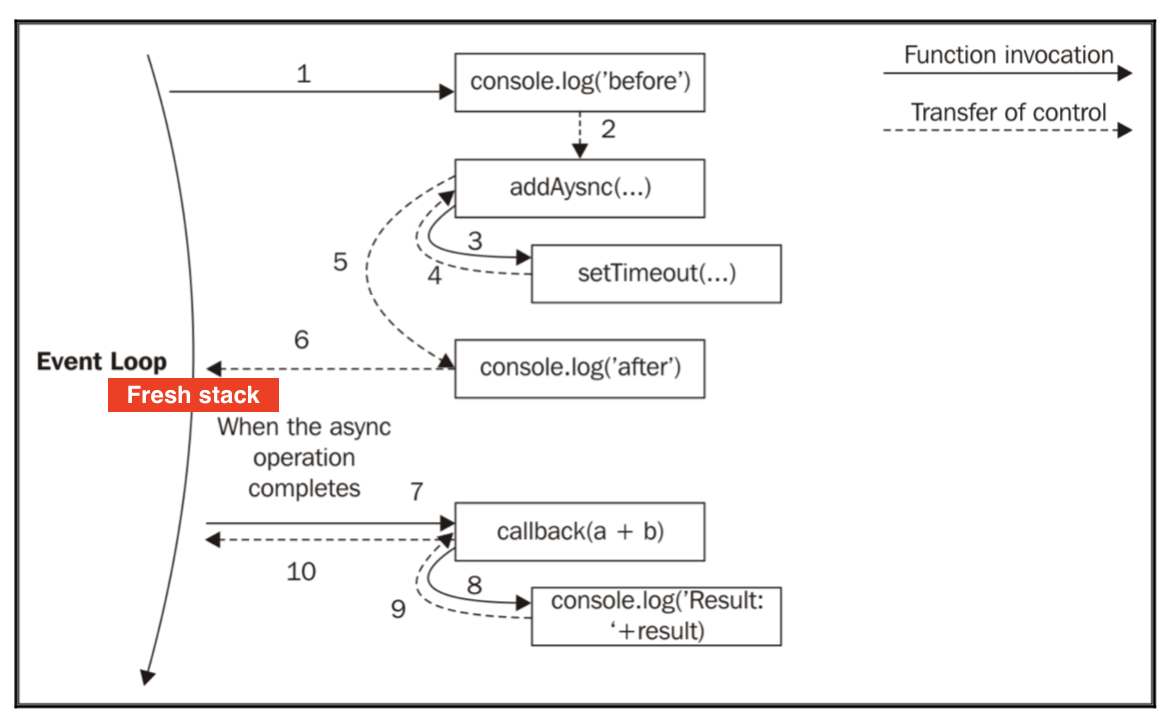 Function invocation
1
console.log('before')
Transfer of control
2
addAysnc(...)
3
5
4
setTimeout(...)
6
Event Loop
console.log('after')
Fresh stack
When the async
operation
completes
7
callback(a + b)
10
8
9
console.log('Result:
‘+result)